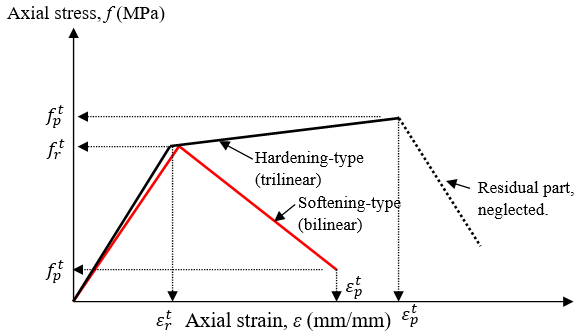 Axial stress, f (MPa)
f_p^t
f_r^t
Hardening-type
(trilinear)
Softening-type
(bilinear)
Residual part,
neglected.
f_p^t
ε_p^t
ε_r^t
Axial strain, ε (mm/mm)
ε_p^t